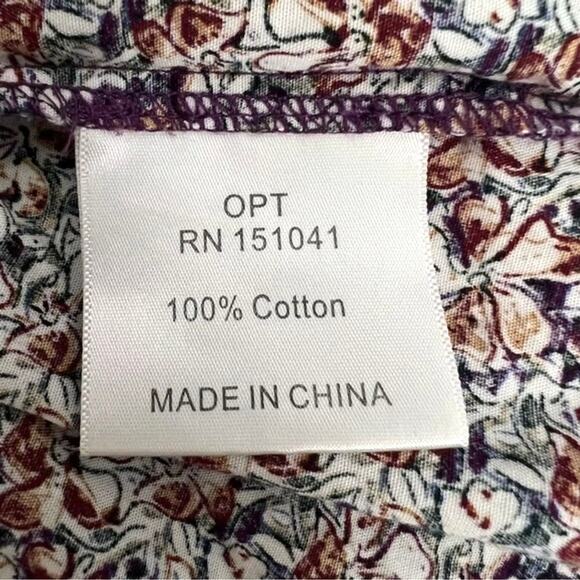 OPT
RN 151041
100% Cotton
MADE IN CHINA